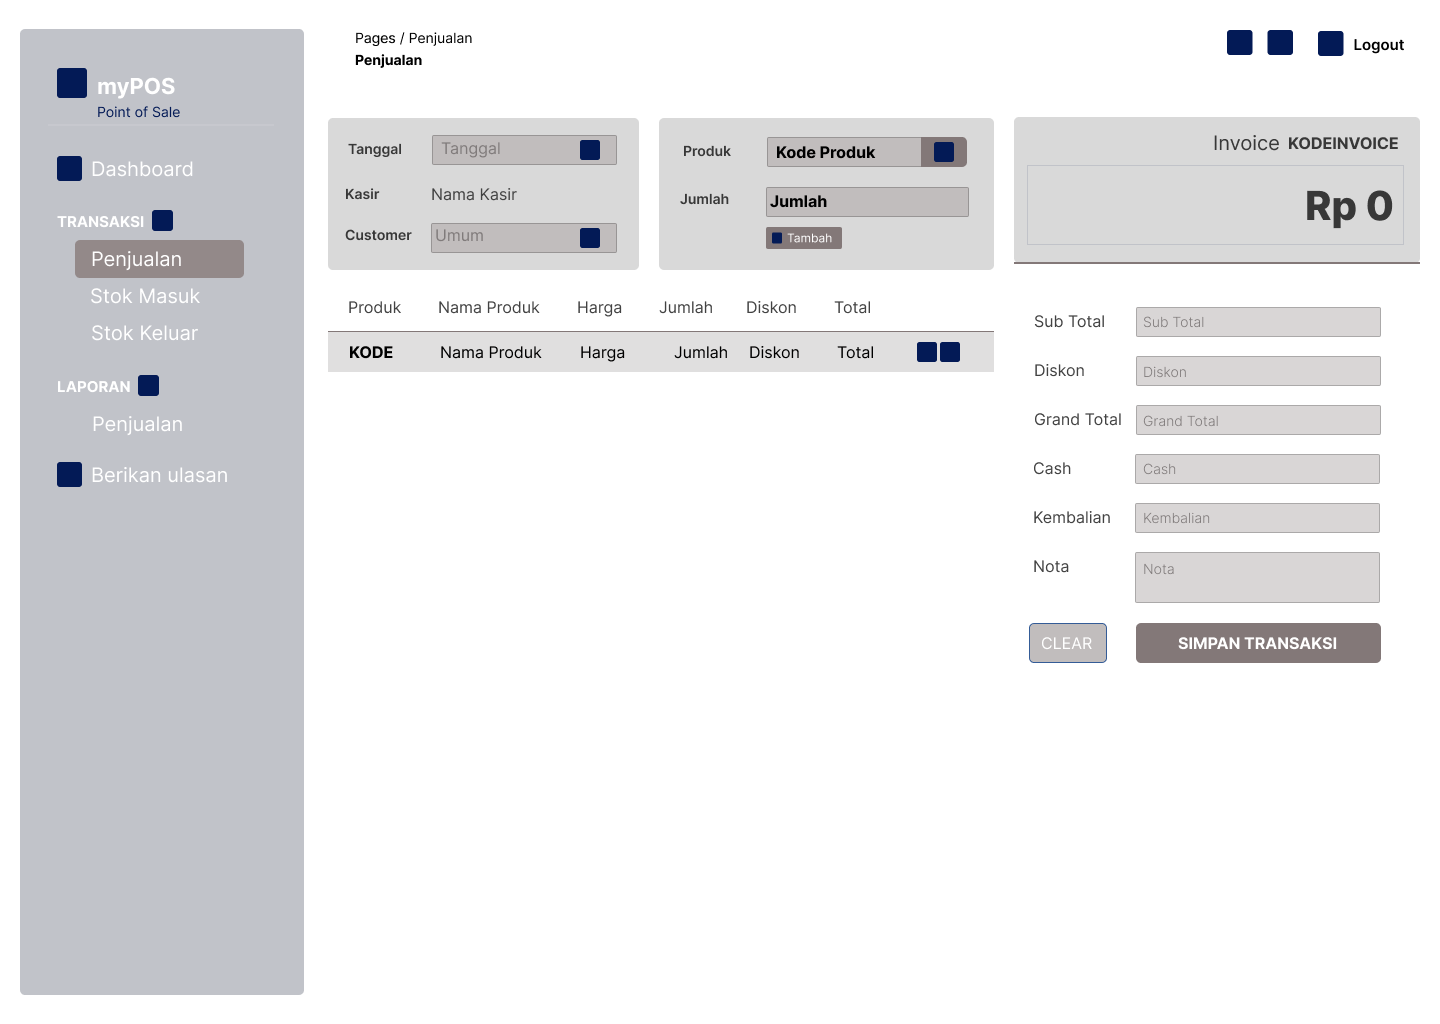 myPOS
Point of Sale
Dashboard
TRANSAKSI
Penjualan
Stok Masuk
Stok Keluar
LAPORAN
Penjualan
Berikan ulasan
Pages / Penjualan
Penjualan
Logout
Tanggal Tanggal
Kasir Nama Kasir
Customer Umum
Produk Kode Produk
Jumlah Jumlah
Tambah
Invoice KODEINVOICE
Rp 0
Produk Nama Produk Harga Jumlah Diskon Total
KODE Nama Produk Harga Jumlah Diskon Total
Sub Total Sub Total
Diskon Diskon
Grand Total Grand Total
Cash Cash
Kembalian Kembalian
Nota Nota
CLEAR SIMPAN TRANSAKSI